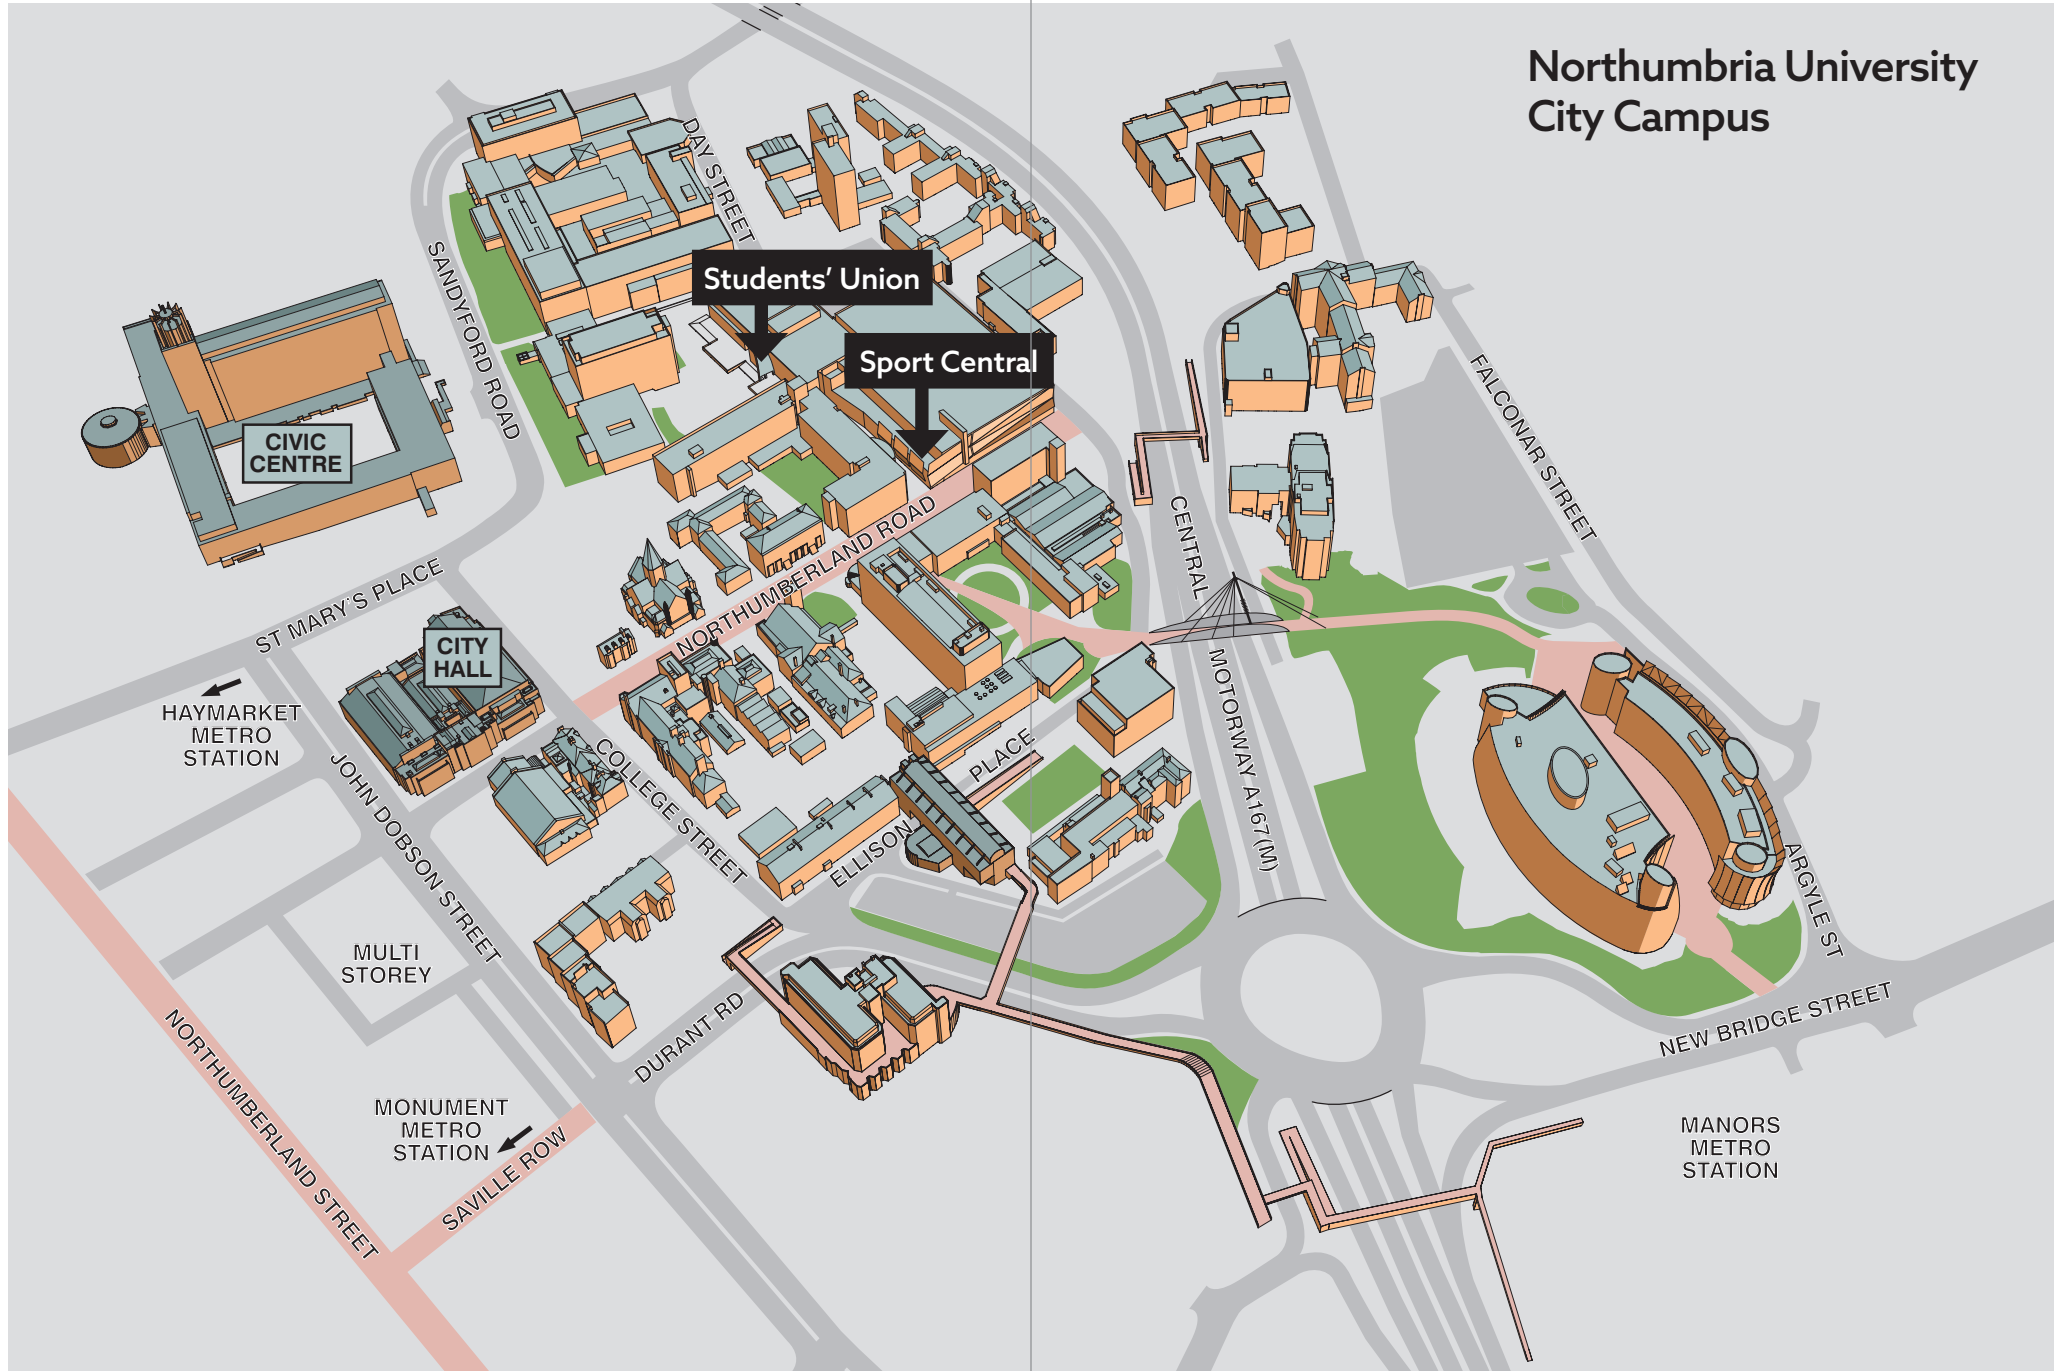 Northumbria University
City Campus
DAY STREET
SANDYFORD ROAD
Students’ Union
Sport Central
CIVIC
CENTRE
FALCONAR STREET
NORTHUMBERLAND ROAD
CENTRAL
MOTORWAY A167(M)
ST MARY’S PLACE
CITY
HALL
HAYMARKET
METRO
STATION
JOHN DOBSON STREET
COLLEGE STREET
ELLISON
PLACE
ARGYLE ST
MULTI
STOREY
DURANT RD
NEW BRIDGE STREET
NORTHUMBERLAND STREET
MONUMENT
METRO
STATION
SAVILLE ROW
MANORS
METRO
STATION